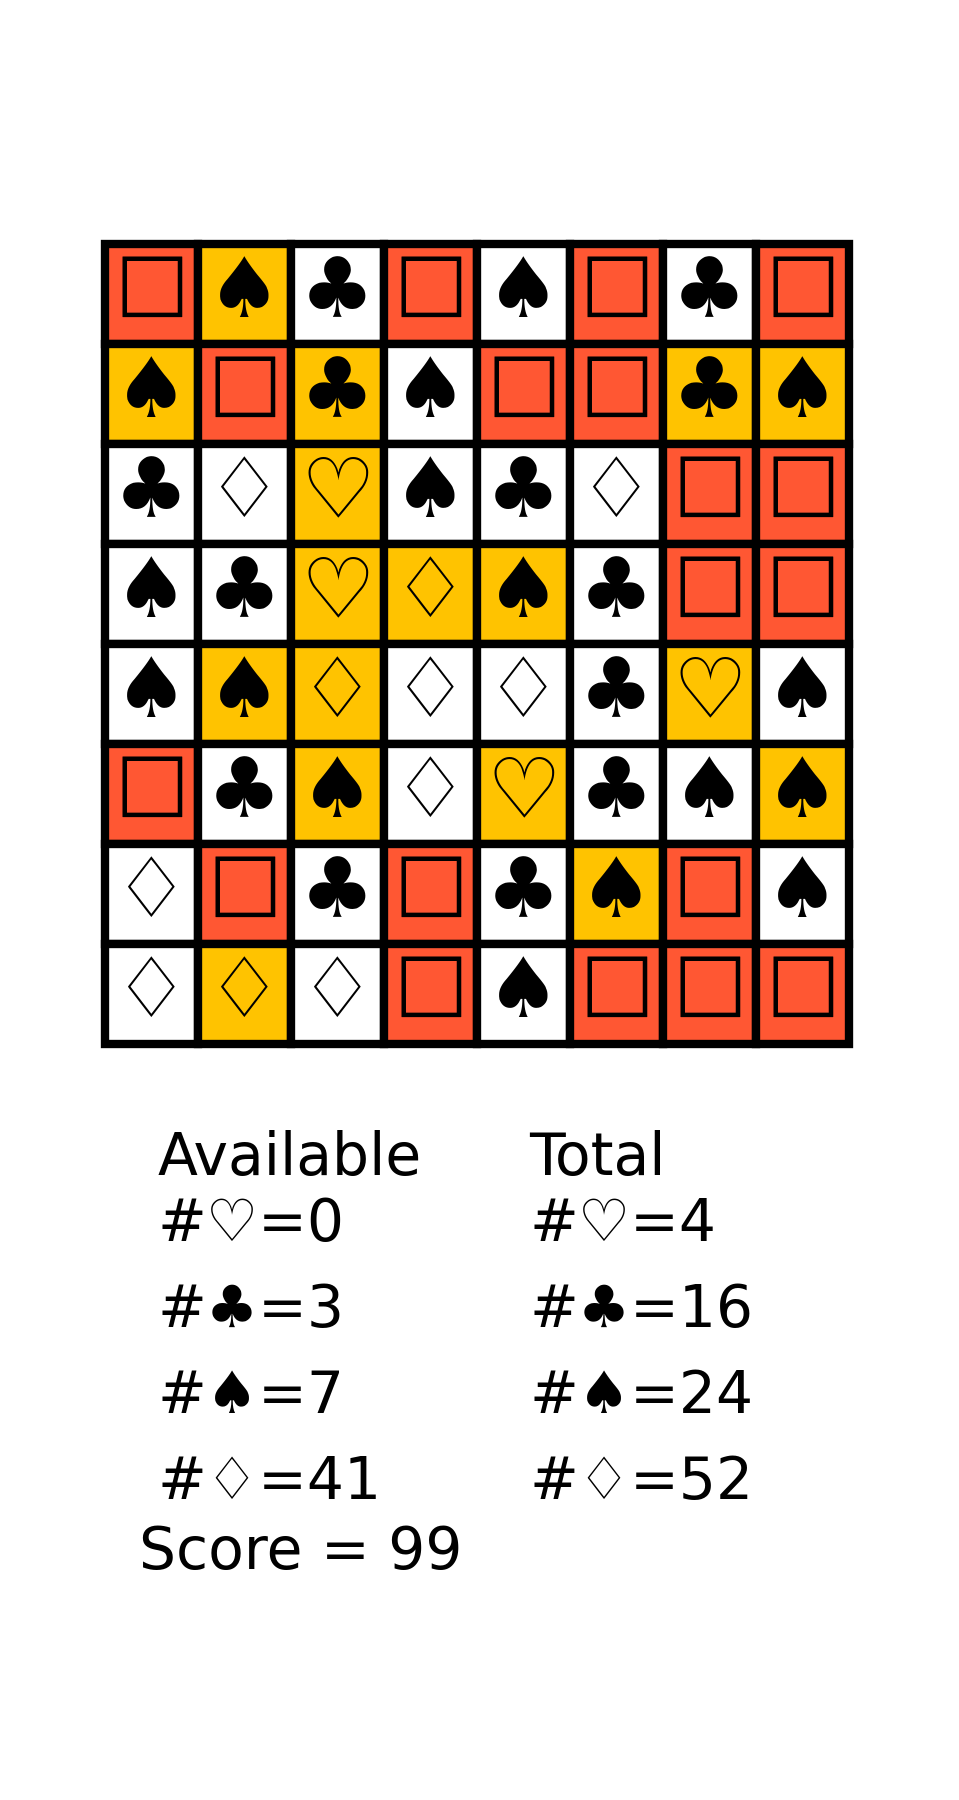 □ ♠ ♣ □ ♠ □ ♣ □
♠ □ ♣ ♠ □ □ ♣ ♠
♣ ♢ ♡ ♠ ♣ ♢ □ □
♠ ♣ ♡ ♢ ♠ ♣ □ □
♠ ♠ ♢ ♢ ♢ ♣ ♡ ♠
□ ♣ ♠ ♢ ♡ ♣ ♠ ♠
♢ □ ♣ □ ♣ ♠ □ ♠
♢ ♢ ♢ □ ♠ □ □ □
Available Total
#♡=0 #♡=4
#♣=3 #♣=16
#♠=7 #♠=24
#♢=41 #♢=52
Score = 99